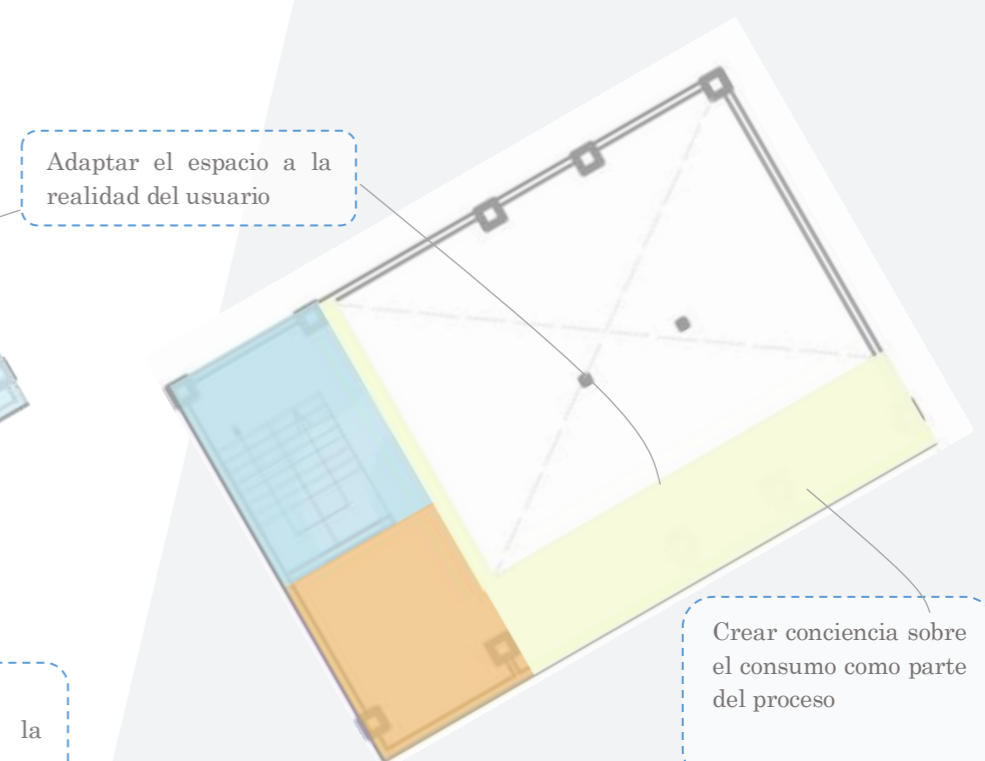 Adaptar el espacio a la
realidad del usuario
Crear conciencia sobre
el consumo como parte
del proceso
la